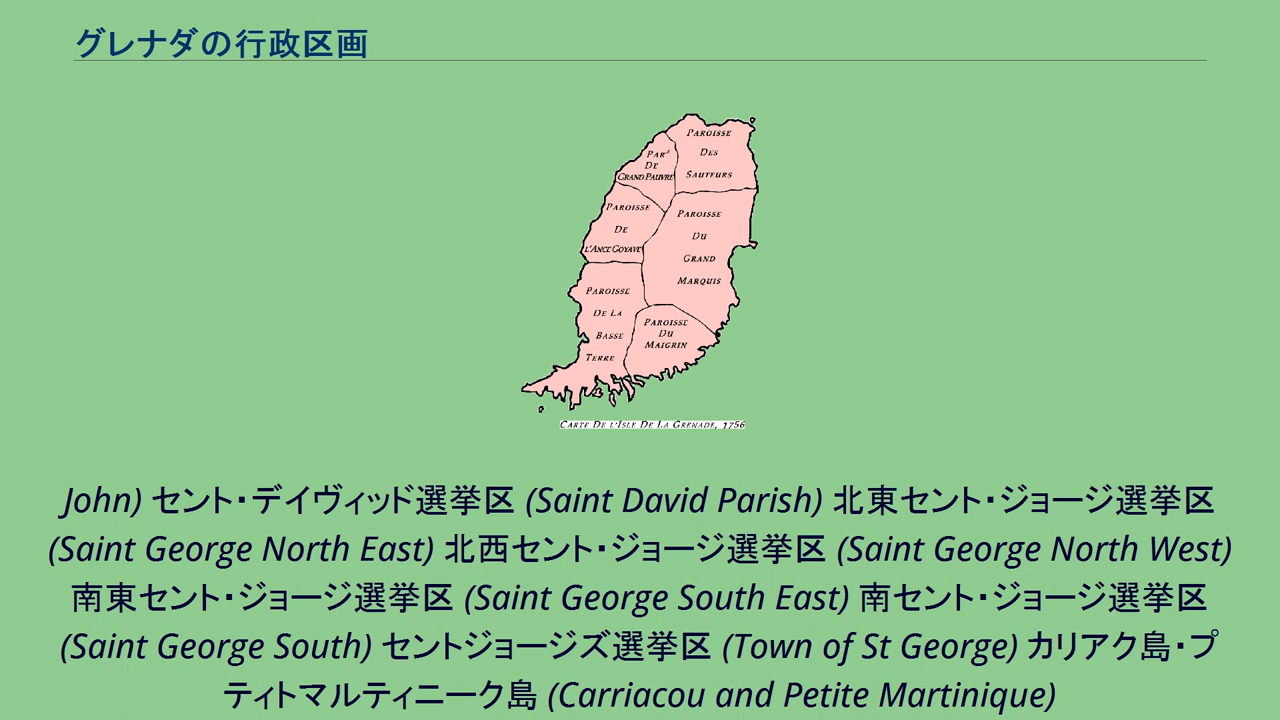 グレナダの行政区画
PAROISSE
DES
SAUTEURS
PAR^A
DE
GRAND PAUVRE
PAROISSE
DE
L'ANCE GOYAVE
PAROISSE
DU
GRAND
MARQUIS
PAROISSE
DE LA
BASSE
TERRE
PAROISSE
DU
MAIGRIN
CARTE DE L'ISLE DE LA GRENADE, 1756
John) セント・デイヴィッド選挙区 (Saint David Parish) 北東セント・ジョージ選挙区
(Saint George North East) 北西セント・ジョージ選挙区 (Saint George North West)
南東セント・ジョージ選挙区 (Saint George South East) 南セント・ジョージ選挙区
(Saint George South) セントジョージズ選挙区 (Town of St George) カリアク島・プ
ティトマルティニーク島 (Carriacou and Petite Martinique)